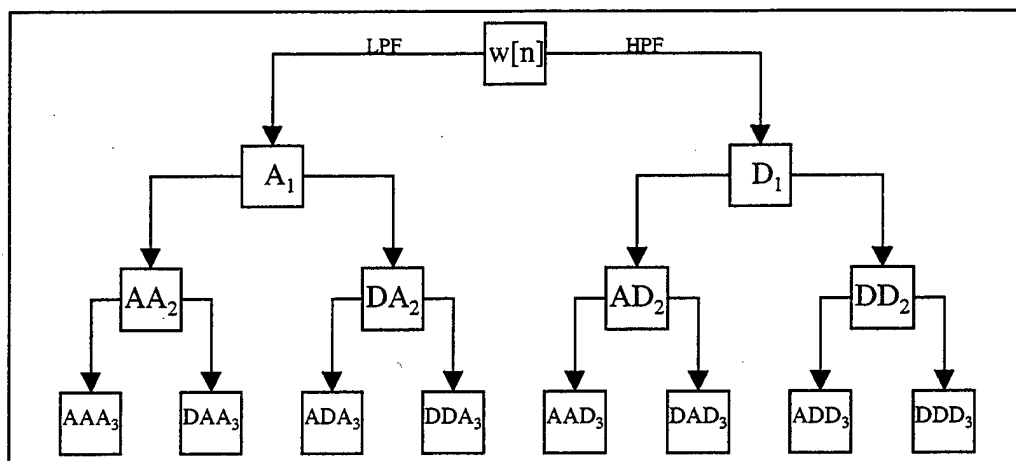 LPF w[n] HPF
A₁ D₁
AA₂ DA₂ AD₂ DD₂
AAA₃ DAA₃ ADA₃ DDA₃ AAD₃ DAD₃ ADD₃ DDD₃